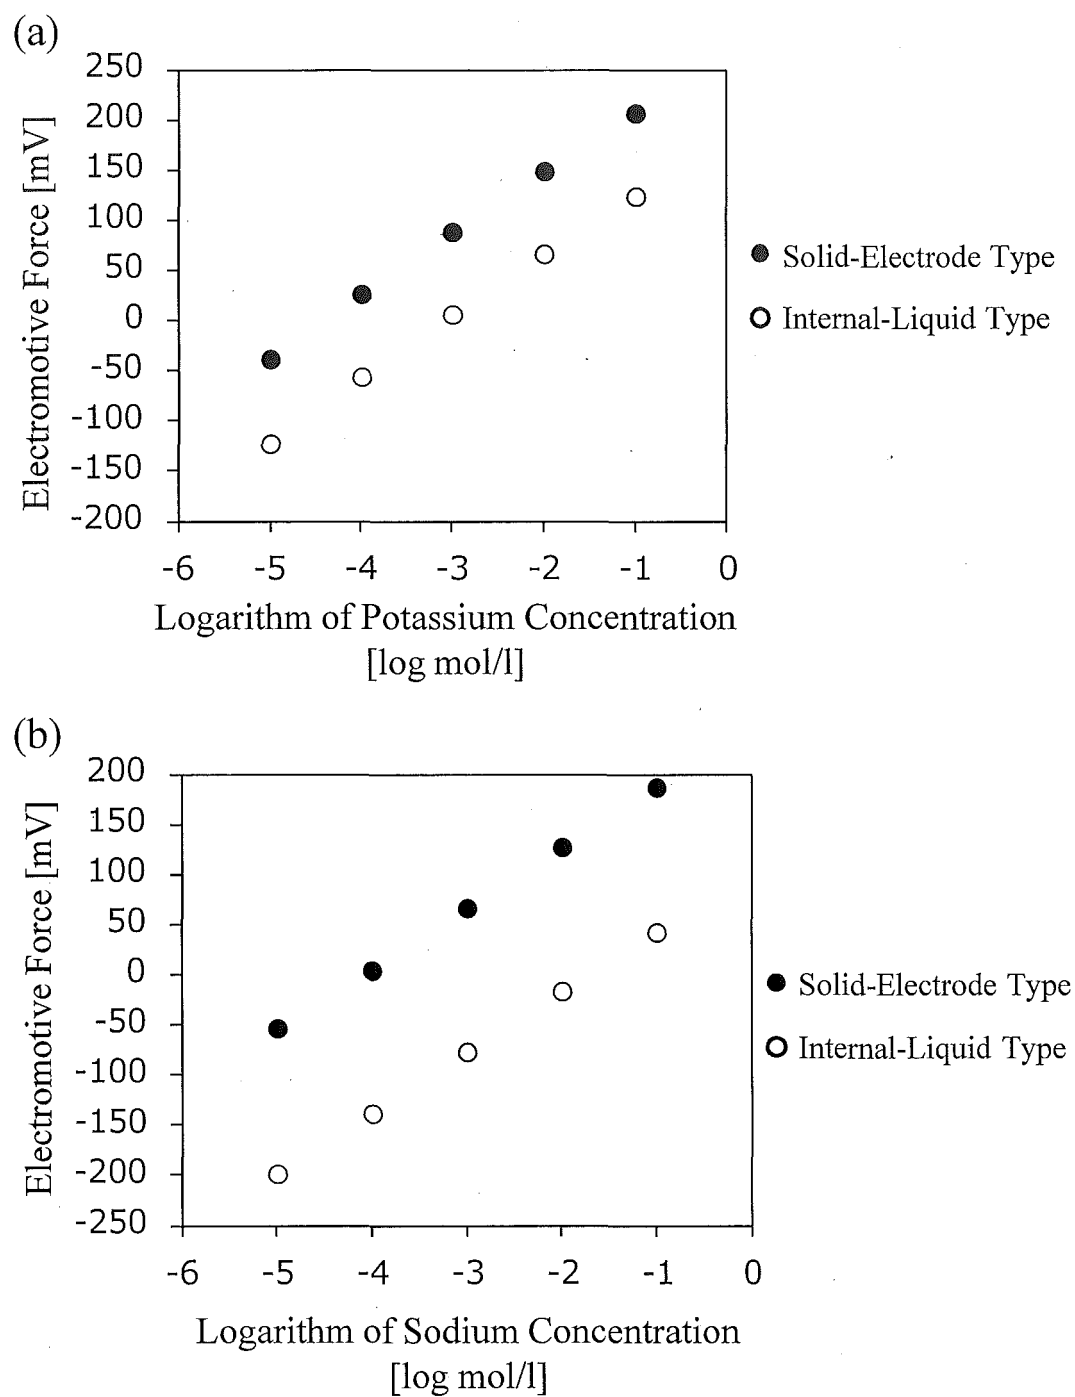 (a)
250
200
150
100
50
0
-50
-100
-150
-200
Electromotive Force [mV]
-6 -5 -4 -3 -2 -1 0
Logarithm of Potassium Concentration
[log mol/l]
Solid-Electrode Type
Internal-Liquid Type
(b)
200
150
100
50
0
-50
-100
-150
-200
-250
Electromotive Force [mV]
-6 -5 -4 -3 -2 -1 0
Logarithm of Sodium Concentration
[log mol/l]
Solid-Electrode Type
Internal-Liquid Type